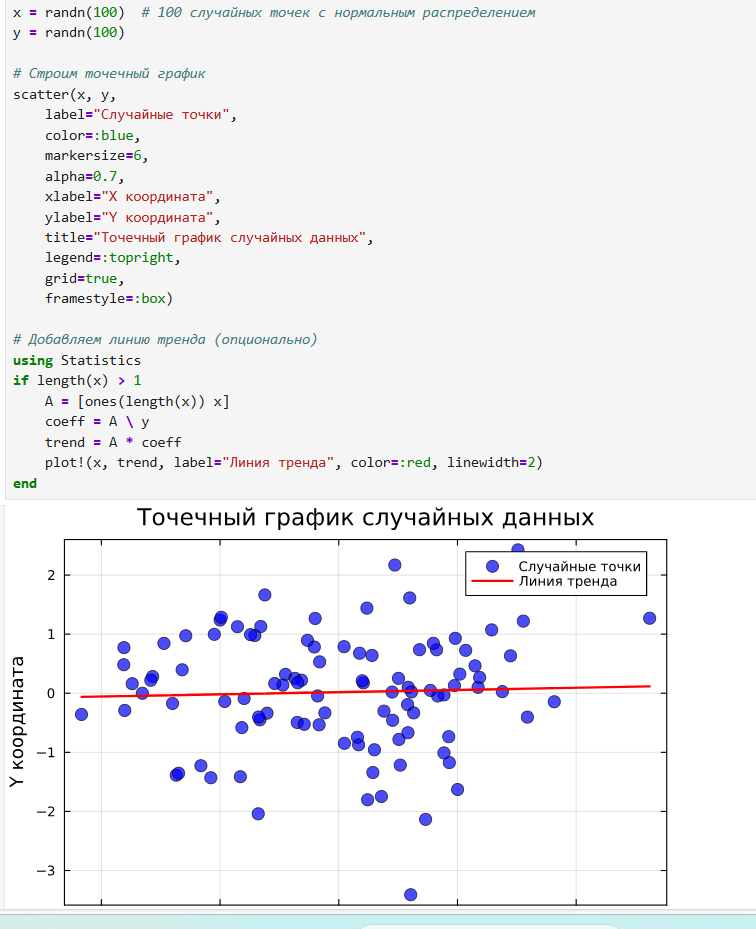 x = randn(100)  # 100 случайных точек с нормальным распределением
y = randn(100)
# Строим точечный график
scatter(x, y,
    label="Случайные точки",
    color=:blue,
    markersize=6,
    alpha=0.7,
    xlabel="X координата",
    ylabel="Y координата",
    title="Точечный график случайных данных",
    legend=:topright,
    grid=true,
    framestyle=:box)
# Добавляем линию тренда (опционально)
using Statistics
if length(x) > 1
    A = [ones(length(x)) x]
    coeff = A \ y
    trend = A * coeff
    plot!(x, trend, label="Линия тренда", color=:red, linewidth=2)
end
Точечный график случайных данных
Случайные точки
Линия тренда
Y координата
2
1
0
−1
−2
−3